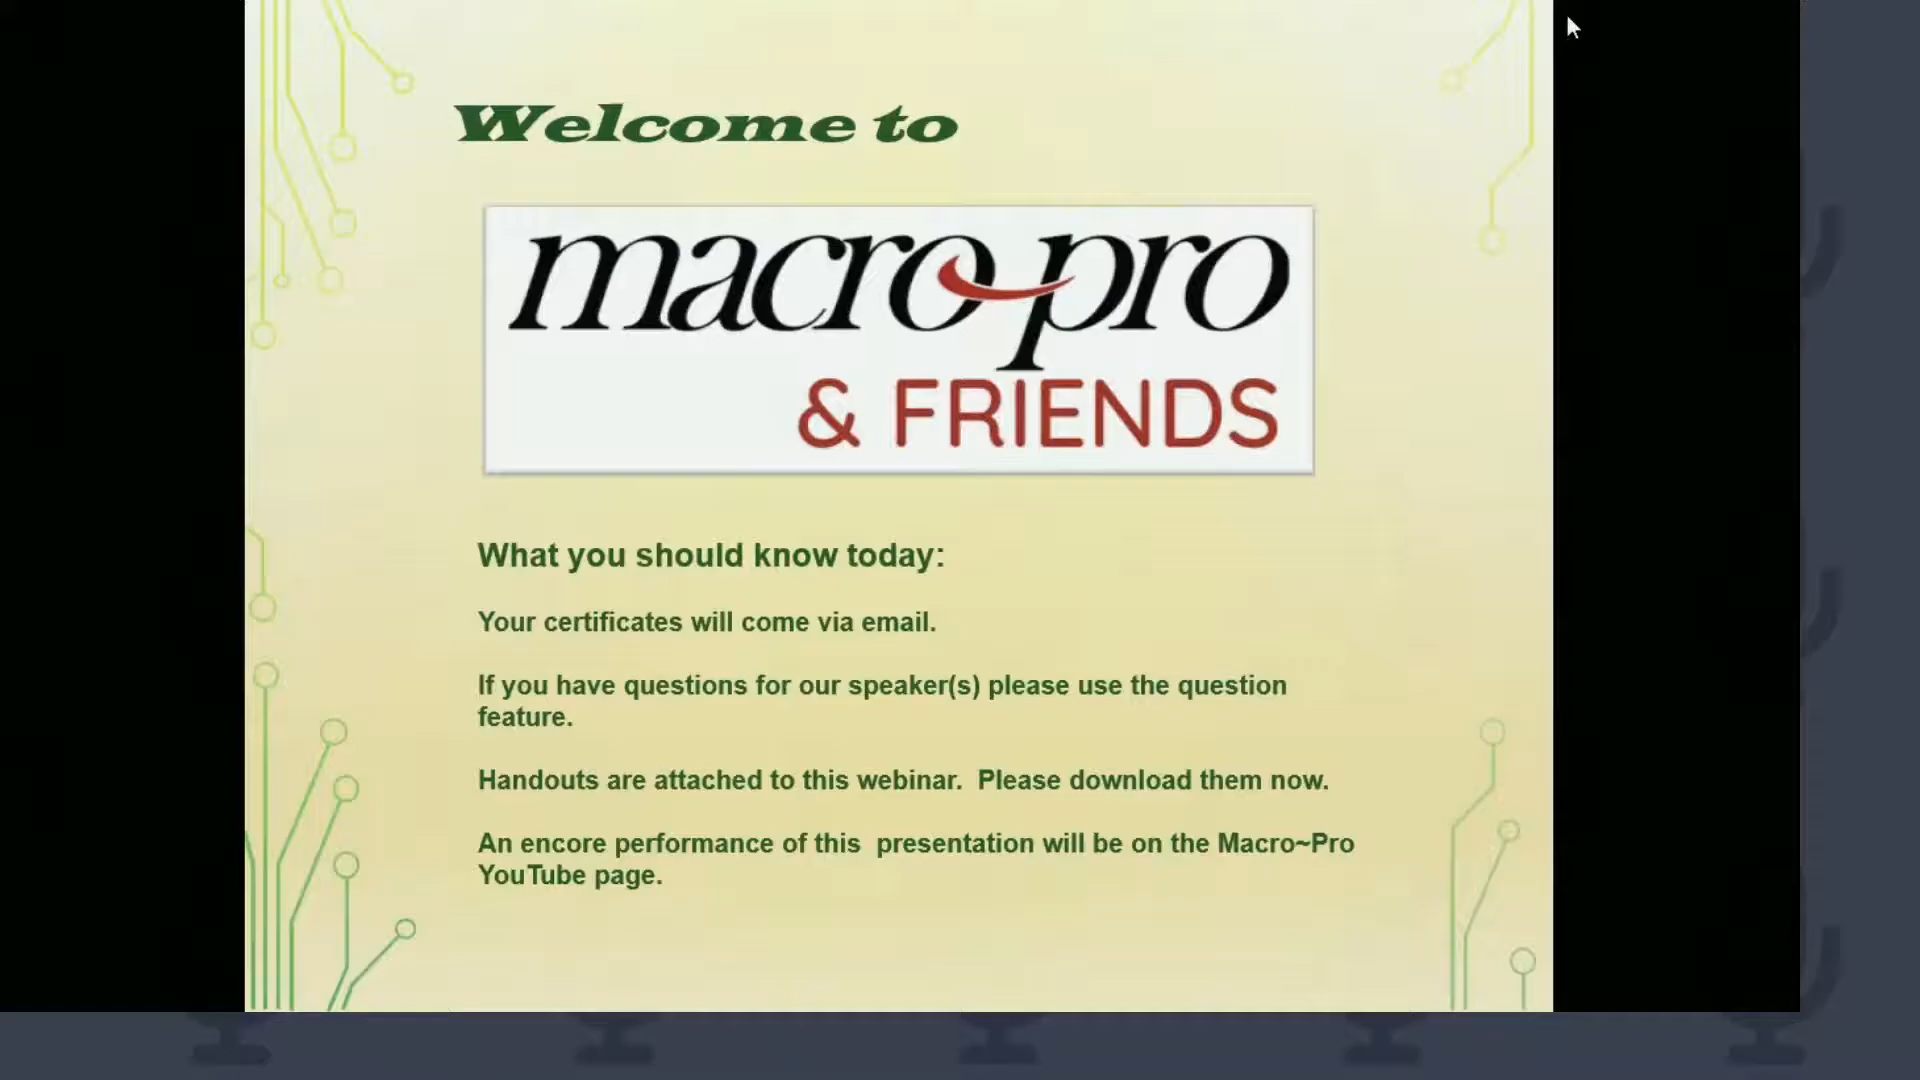 Welcome to
macro-pro
& FRIENDS
What you should know today:
Your certificates will come via email.
If you have questions for our speaker(s) please use the question
feature.
Handouts are attached to this webinar.  Please download them now.
An encore performance of this  presentation will be on the Macro~Pro
YouTube page.